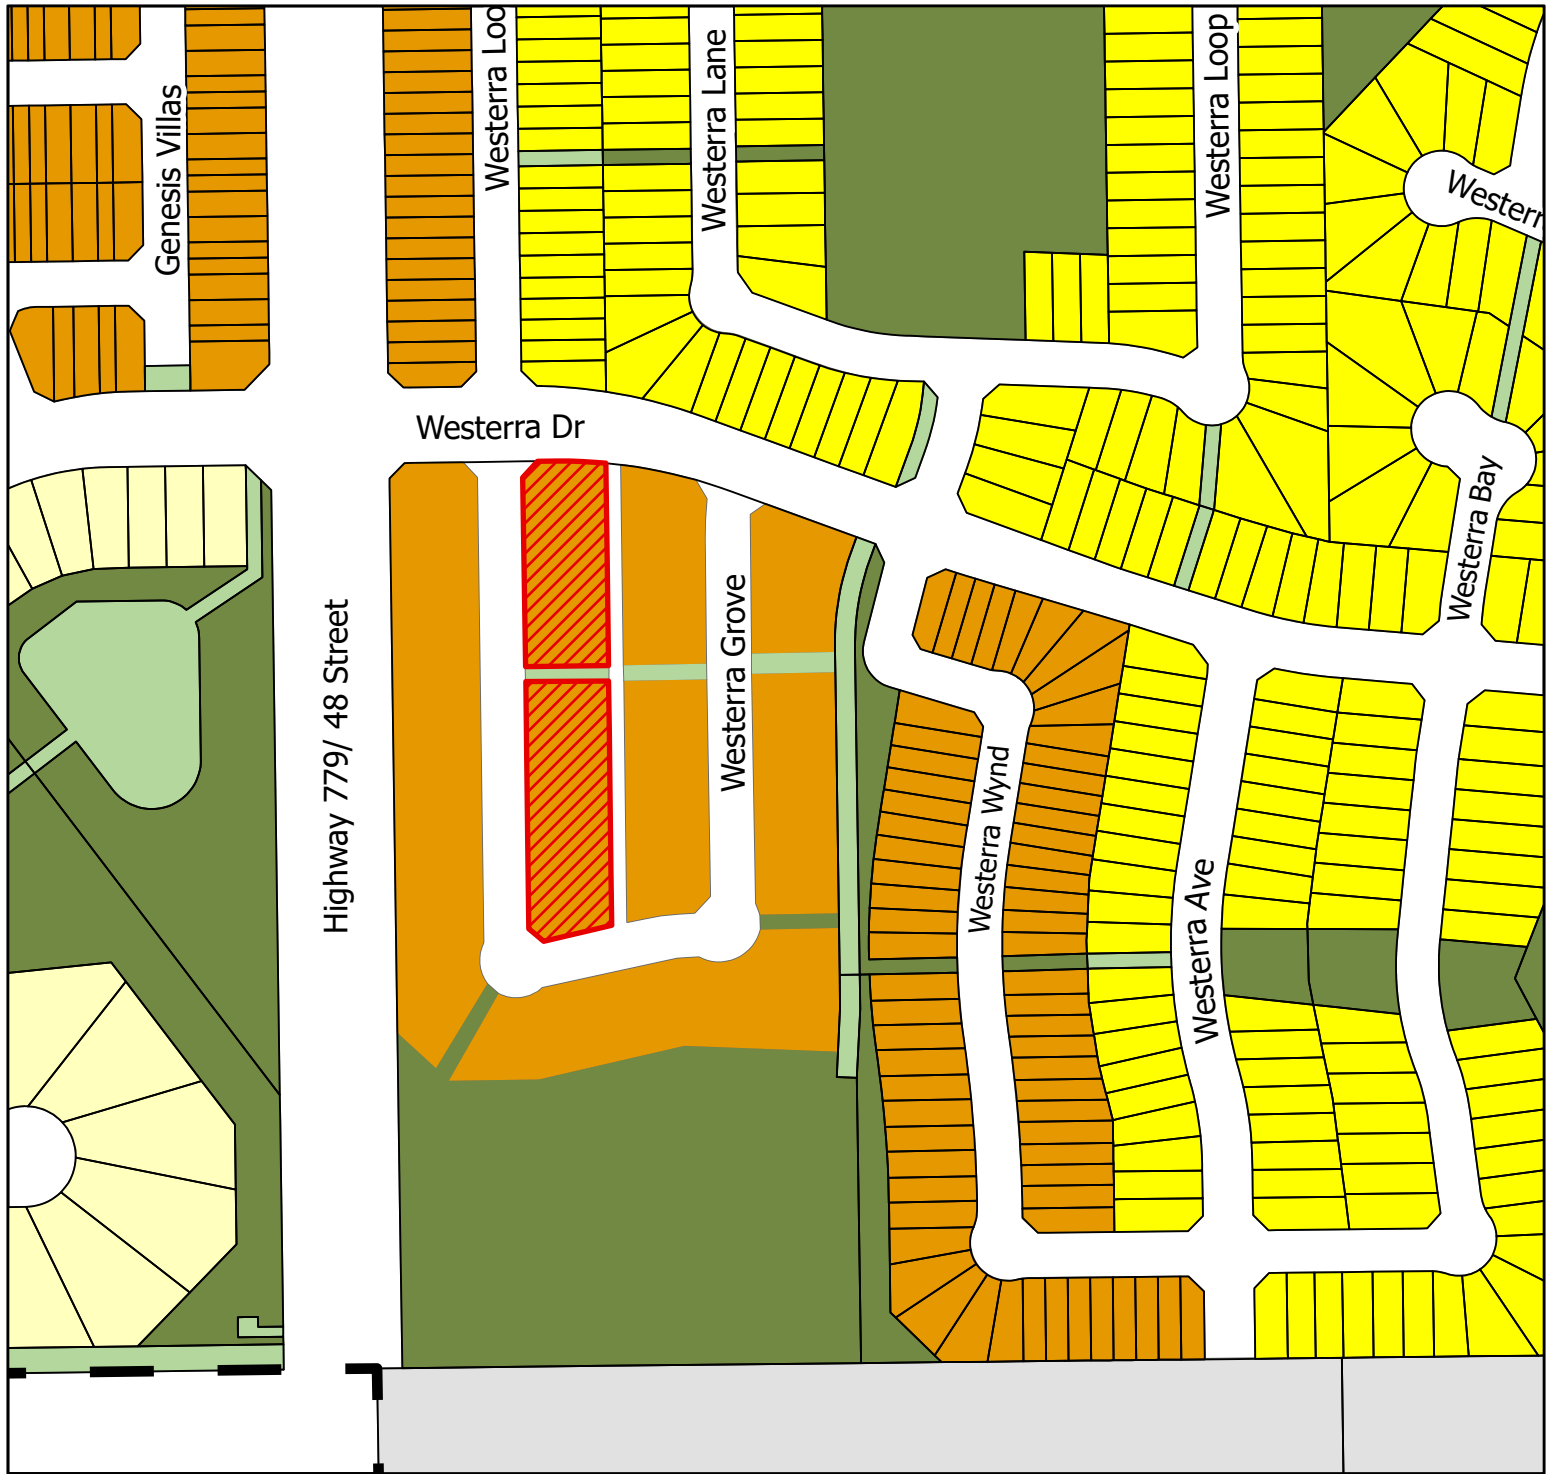 Genesis Villas
Westerra Loo
Westerra Lane
Westerra Loop
Western
Westerra Dr
Westerra Bay
Highway 779/ 48 Street
Westerra Grove
Westerra Wynd
Westerra Ave